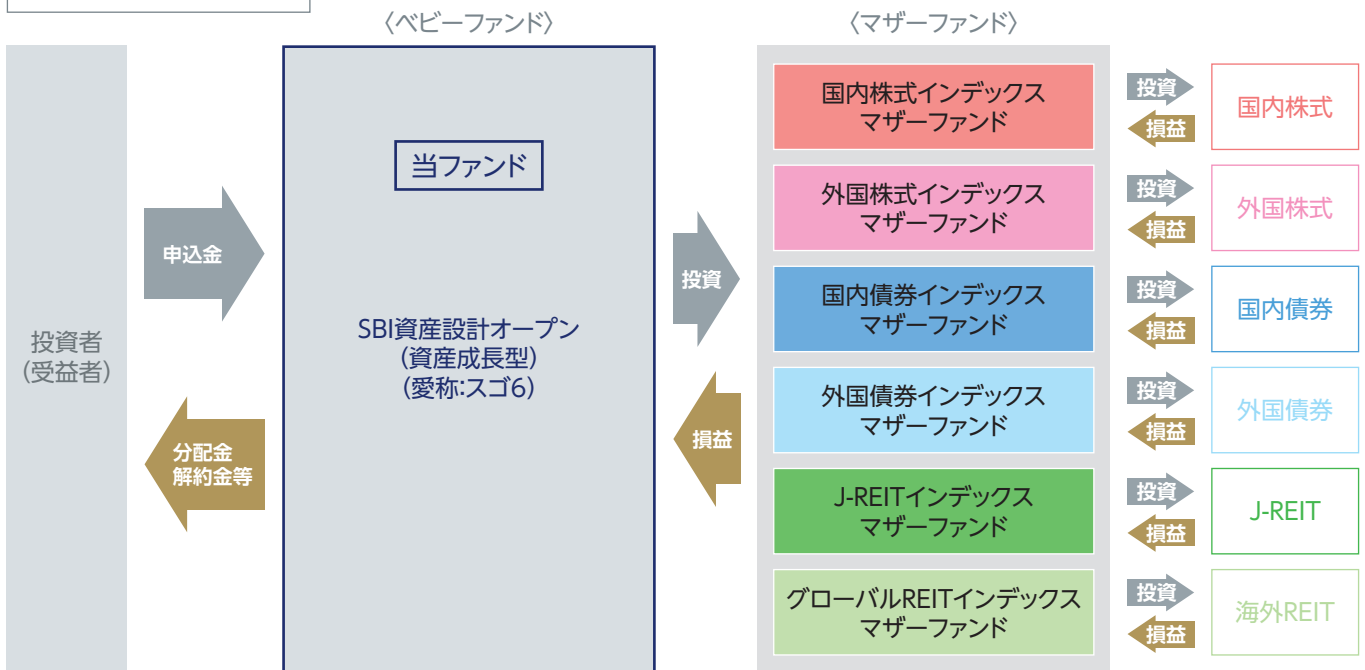 〈ベビーファンド〉
〈マザーファンド〉
投資者
(受益者)
申込金
分配金
解約金等
当ファンド
SBI資産設計オープン
(資産成長型)
(愛称:スゴ6)
投資
損益
国内株式インデックス
マザーファンド
投資
損益
国内株式
外国株式インデックス
マザーファンド
投資
損益
外国株式
国内債券インデックス
マザーファンド
投資
損益
国内債券
外国債券インデックス
マザーファンド
投資
損益
外国債券
J-REITインデックス
マザーファンド
投資
損益
J-REIT
グローバルREITインデックス
マザーファンド
投資
損益
海外REIT